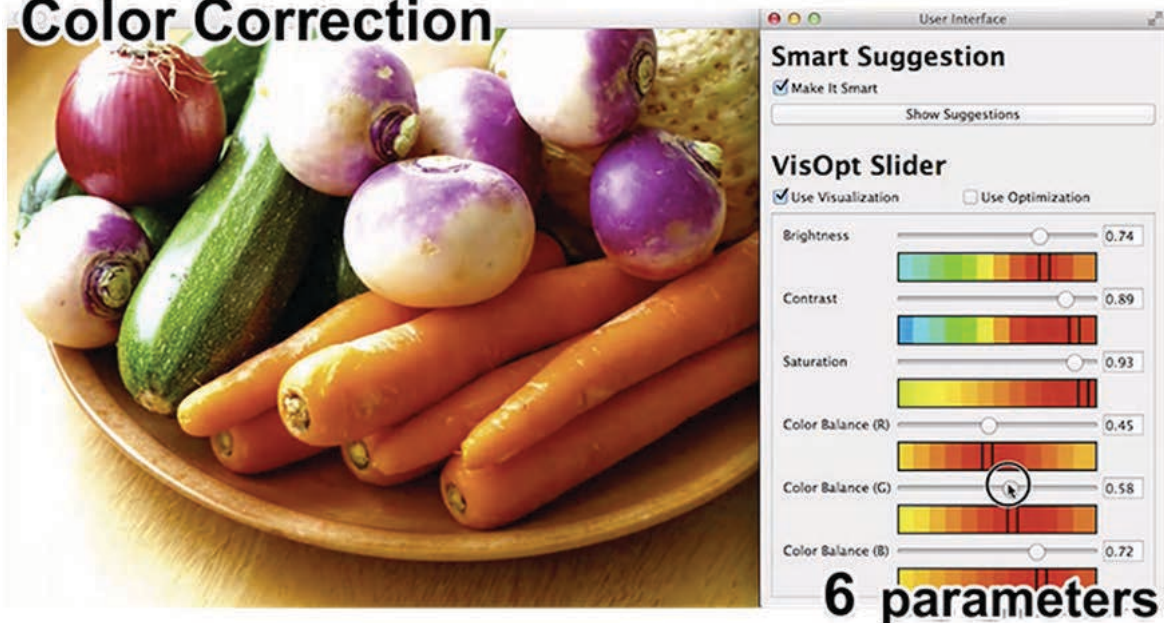 Color Correction
User Interface
Smart Suggestion
Make It Smart
Show Suggestions
VisOpt Slider
Use Visualization Use Optimization
Brightness 0.74
Contrast 0.89
Saturation 0.93
Color Balance (R) 0.45
Color Balance (G) 0.58
Color Balance (B) 0.72
6 parameters